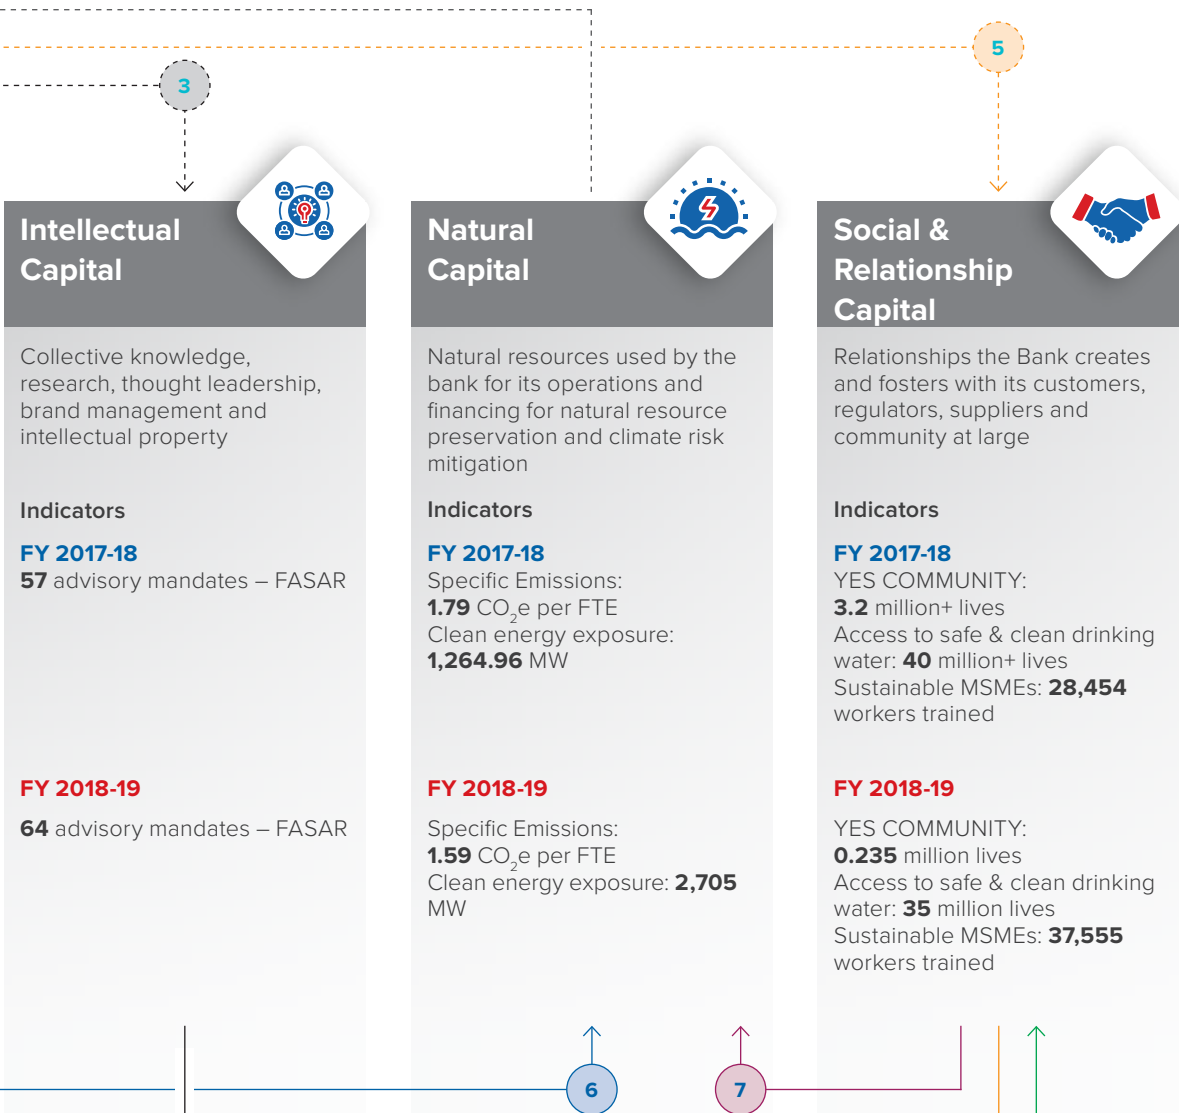 5
3
Intellectual
Capital
Collective knowledge,
research, thought leadership,
brand management and
intellectual property
Indicators
FY 2017-18
57 advisory mandates – FASAR
FY 2018-19
64 advisory mandates – FASAR
Natural
Capital
Natural resources used by the
bank for its operations and
financing for natural resource
preservation and climate risk
mitigation
Indicators
FY 2017-18
Specific Emissions:
1.79 CO₂e per FTE
Clean energy exposure:
1,264.96 MW
FY 2018-19
Specific Emissions:
1.59 CO₂e per FTE
Clean energy exposure: 2,705
MW
Social &
Relationship
Capital
Relationships the Bank creates
and fosters with its customers,
regulators, suppliers and
community at large
Indicators
FY 2017-18
YES COMMUNITY:
3.2 million+ lives
Access to safe & clean drinking
water: 40 million+ lives
Sustainable MSMEs: 28,454
workers trained
FY 2018-19
YES COMMUNITY:
0.235 million lives
Access to safe & clean drinking
water: 35 million lives
Sustainable MSMEs: 37,555
workers trained
6
7